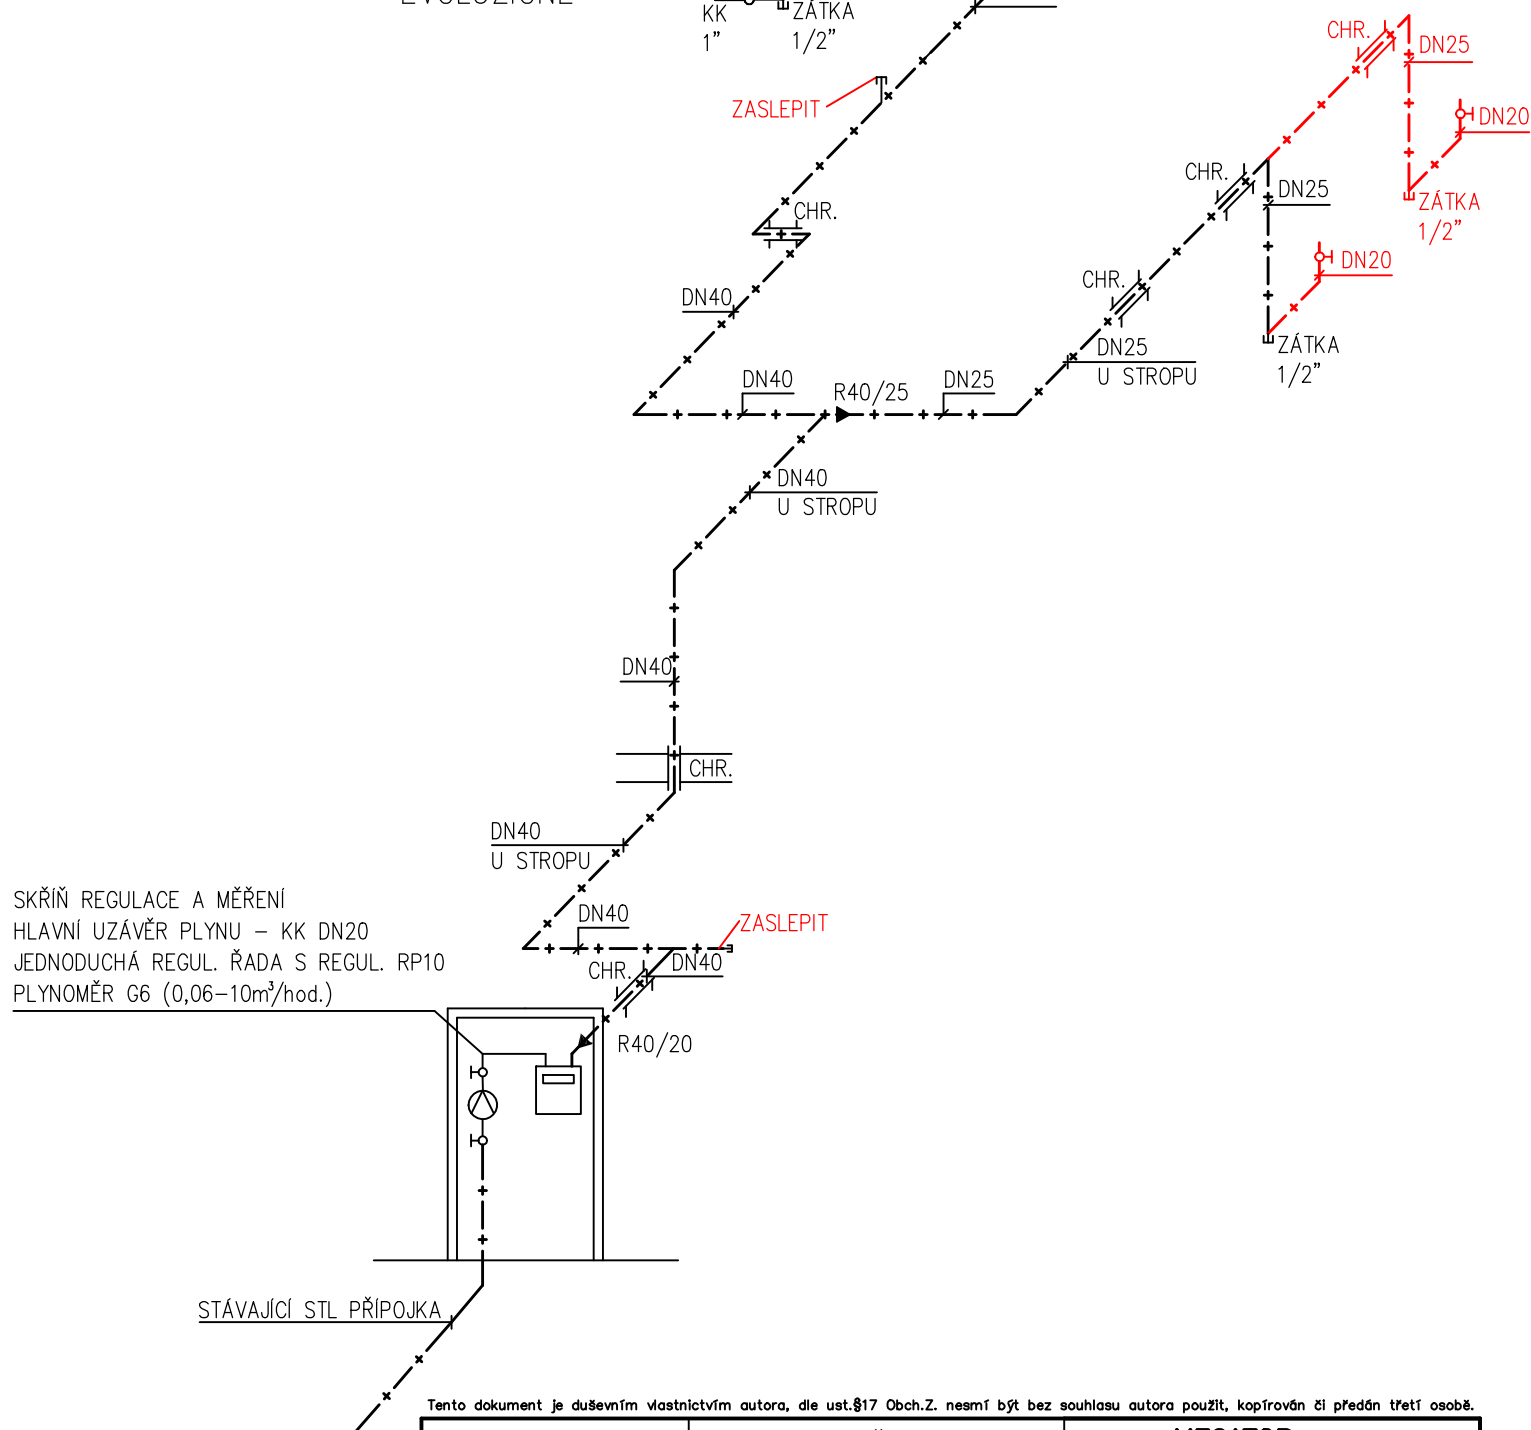 KK
1"
ZÁTKA
1/2"
CHR.
DN25
ZASLEPIT
DN20
CHR.
DN25
ZÁTKA
1/2"
CHR.
DN20
CHR.
DN40
DN25
U STROPU
ZÁTKA
1/2"
DN40
R40/25
DN25
DN40
U STROPU
DN40
CHR.
DN40
U STROPU
SKŘÍŇ REGULACE A MĚŘENÍ
HLAVNÍ UZÁVĚR PLYNU – KK DN20
JEDNODUCHÁ REGUL. ŘADA S REGUL. RP10
PLYNOMĚR G6 (0,06–10m³/hod.)
DN40
ZASLEPIT
CHR.
DN40
R40/20
STÁVAJÍCÍ STL PŘÍPOJKA
Tento dokument je duševním vlastnictvím autora, dle ust.§17 Obch.Z. nesmí být bez souhlasu autora použit, kopírován či předán třetí osobě.